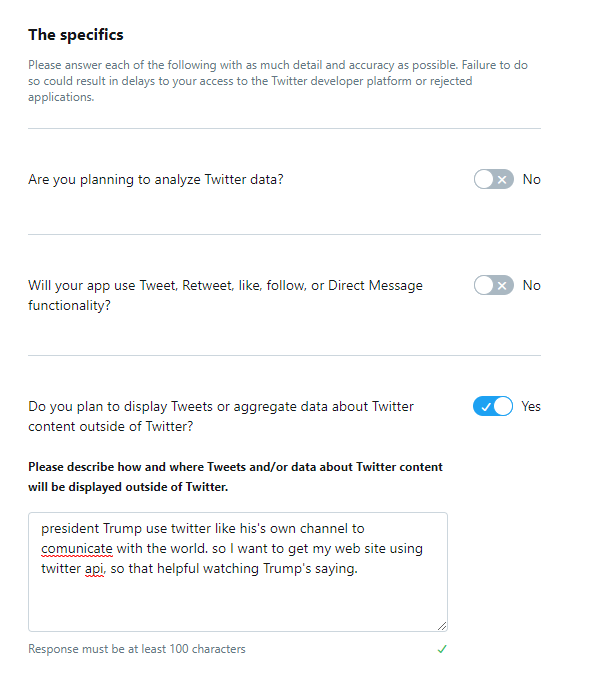 The specifics
Please answer each of the following with as much detail and accuracy as possible. Failure to do
so could result in delays to your access to the Twitter developer platform or rejected
applications.
Are you planning to analyze Twitter data?
No
Will your app use Tweet, Retweet, like, follow, or Direct Message
functionality?
No
Do you plan to display Tweets or aggregate data about Twitter
content outside of Twitter?
Yes
Please describe how and where Tweets and/or data about Twitter content
will be displayed outside of Twitter.
president Trump use twitter like his's own channel to
comunicate with the world. so I want to get my web site using
twitter api, so that helpful watching Trump's saying.
Response must be at least 100 characters